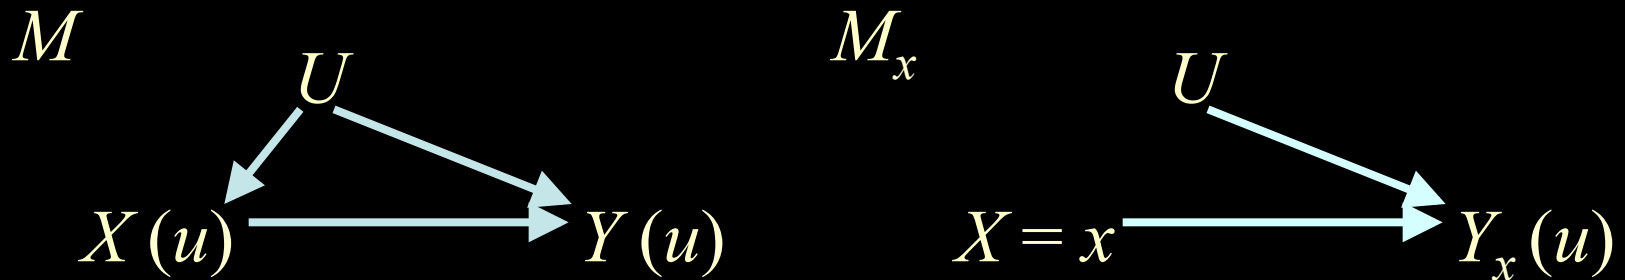 M M_x
U U
X (u) Y (u) X = x Y_x (u)